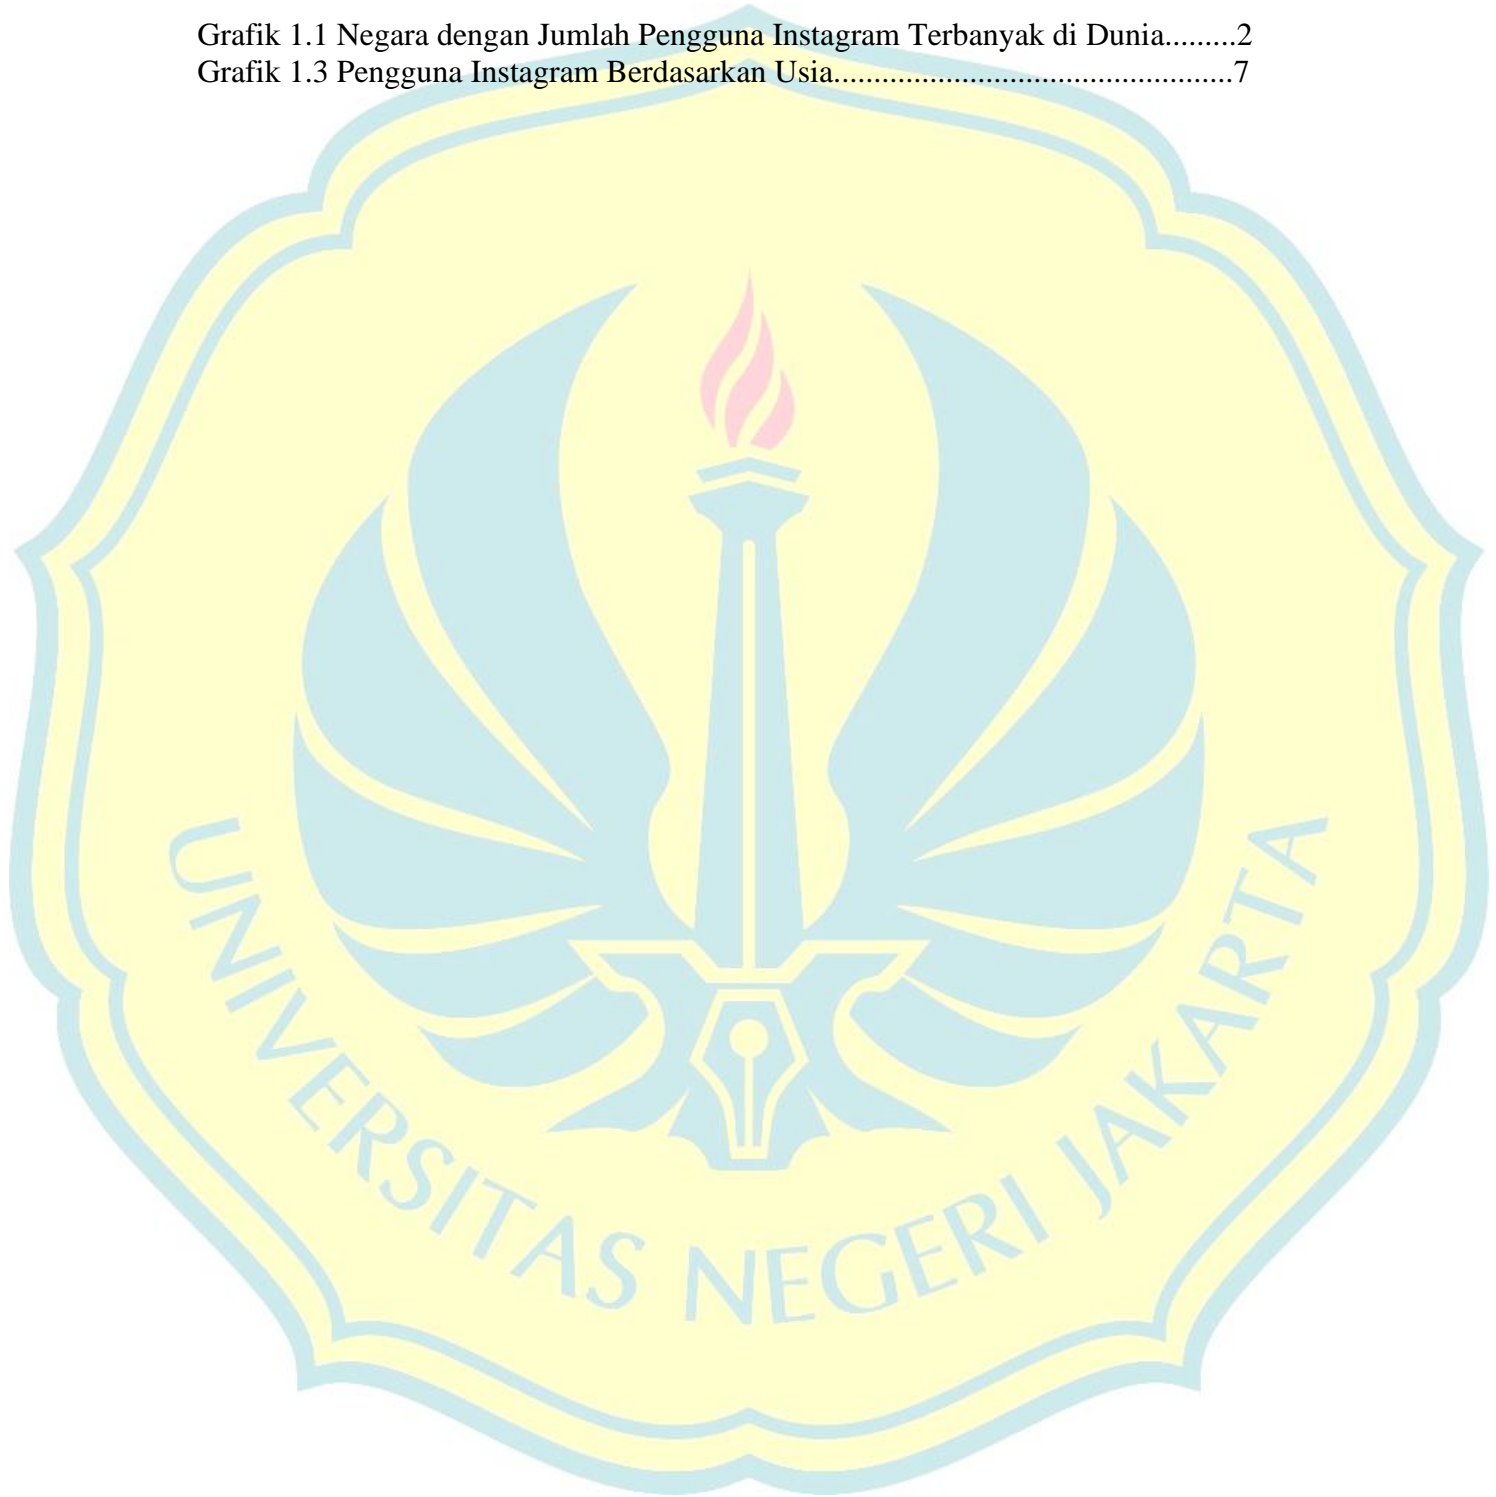 Grafik 1.1 Negara dengan Jumlah Pengguna Instagram Terbanyak di Dunia.........2
Grafik 1.3 Pengguna Instagram Berdasarkan Usia.............................................7
UNIVERSITAS NEGERI JAKARTA